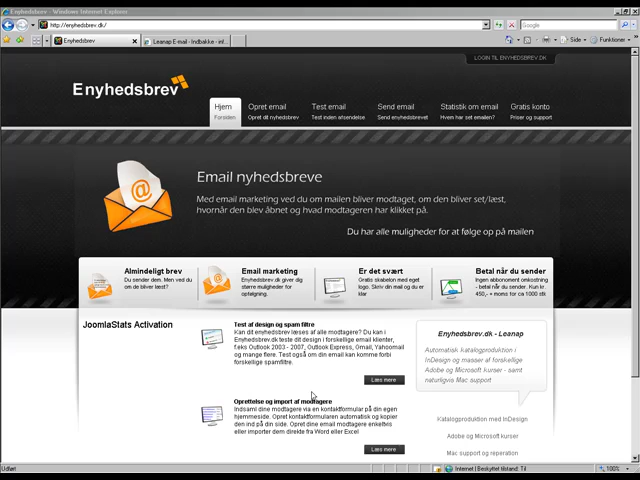 Enyhedsbrev - Windows Internet Explorer
http://enyhedsbrev.dk/
Google
Enyhedsbrev
Leanap E-mail - Indbakke - inf...
Side
Funktioner
LOGIN TIL ENYHEDSBREV.DK
Enyhedsbrev
Hjem
Forsiden
Opret email
Opret dit nyhedsbrev
Test email
Test inden afsendelse
Send email
Send enyhedsbrevet
Statistik om email
Hvem har set emailen?
Gratis konto
Priser og support
Email nyhedsbreve
Med email marketing ved du om mailen bliver modtaget, om den bliver set/læst,
hvornår den blev åbnet og hvad modtageren har klikket på.
Du har alle muligheder for at følge op på mailen
Almindeligt brev
Du sender dem. Men ved du
om de bliver læst?
Email marketing
Enyhedsbrev.dk giver dig
større muligheder for
opfølgning.
Er det svært
Gratis skabelon med eget
logo. Skriv din mail og du er
klar
Betal når du sender
Ingen abbonoment omkostning
- betal når du sender. Kun kr.
450,- + moms for ca 1000 stk
JoomlaStats Activation
Test af design og spam filtre
Kan dit enyhedsbrev læses af alle modtagere? Du kan i
Enyhedsbrev.dk teste dit design i forskellige email klienter,
f.eks Outlook 2003 - 2007, Outlook Express, Gmail, Yahoomail
og mange flere. Test også om din email kan komme forbi
forskellige spamfiltre.
Læs mere
Oprettelse og import af modtagere
Indsaml dine modtagere via en kontaktformular på din egen
hjemmeside. Opret kontaktformularen automatisk og kopier
den ind på din side. Opret dine email modtagere enkeltvis
eller importer dem direkte fra Word eller Excel
Læs mere
Enyhedsbrev.dk - Leanap
Automatisk katalogproduktion i
InDesign og masser af forskellige
Adobe og Microsoft kurser - samt
naturligvis Mac support
Katalogproduktion med InDesign
Adobe og Microsoft kurser
Mac support og reperation
Udført
Internet | Beskyttet tilstand: Til
100%